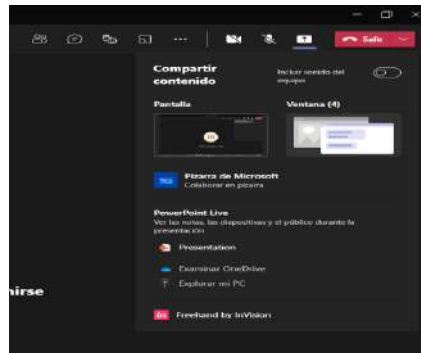 Salir
Compartir contenido
Incluir sonido del equipo
Pantalla
Ventana (4)
Pizarra de Microsoft
Colaborar en pizarra
PowerPoint Live
Ver las notas, las diapositivas y el público durante la
presentación
Presentation
Examinar OneDrive
Explorar mi PC
nirse
Freehand by InVision